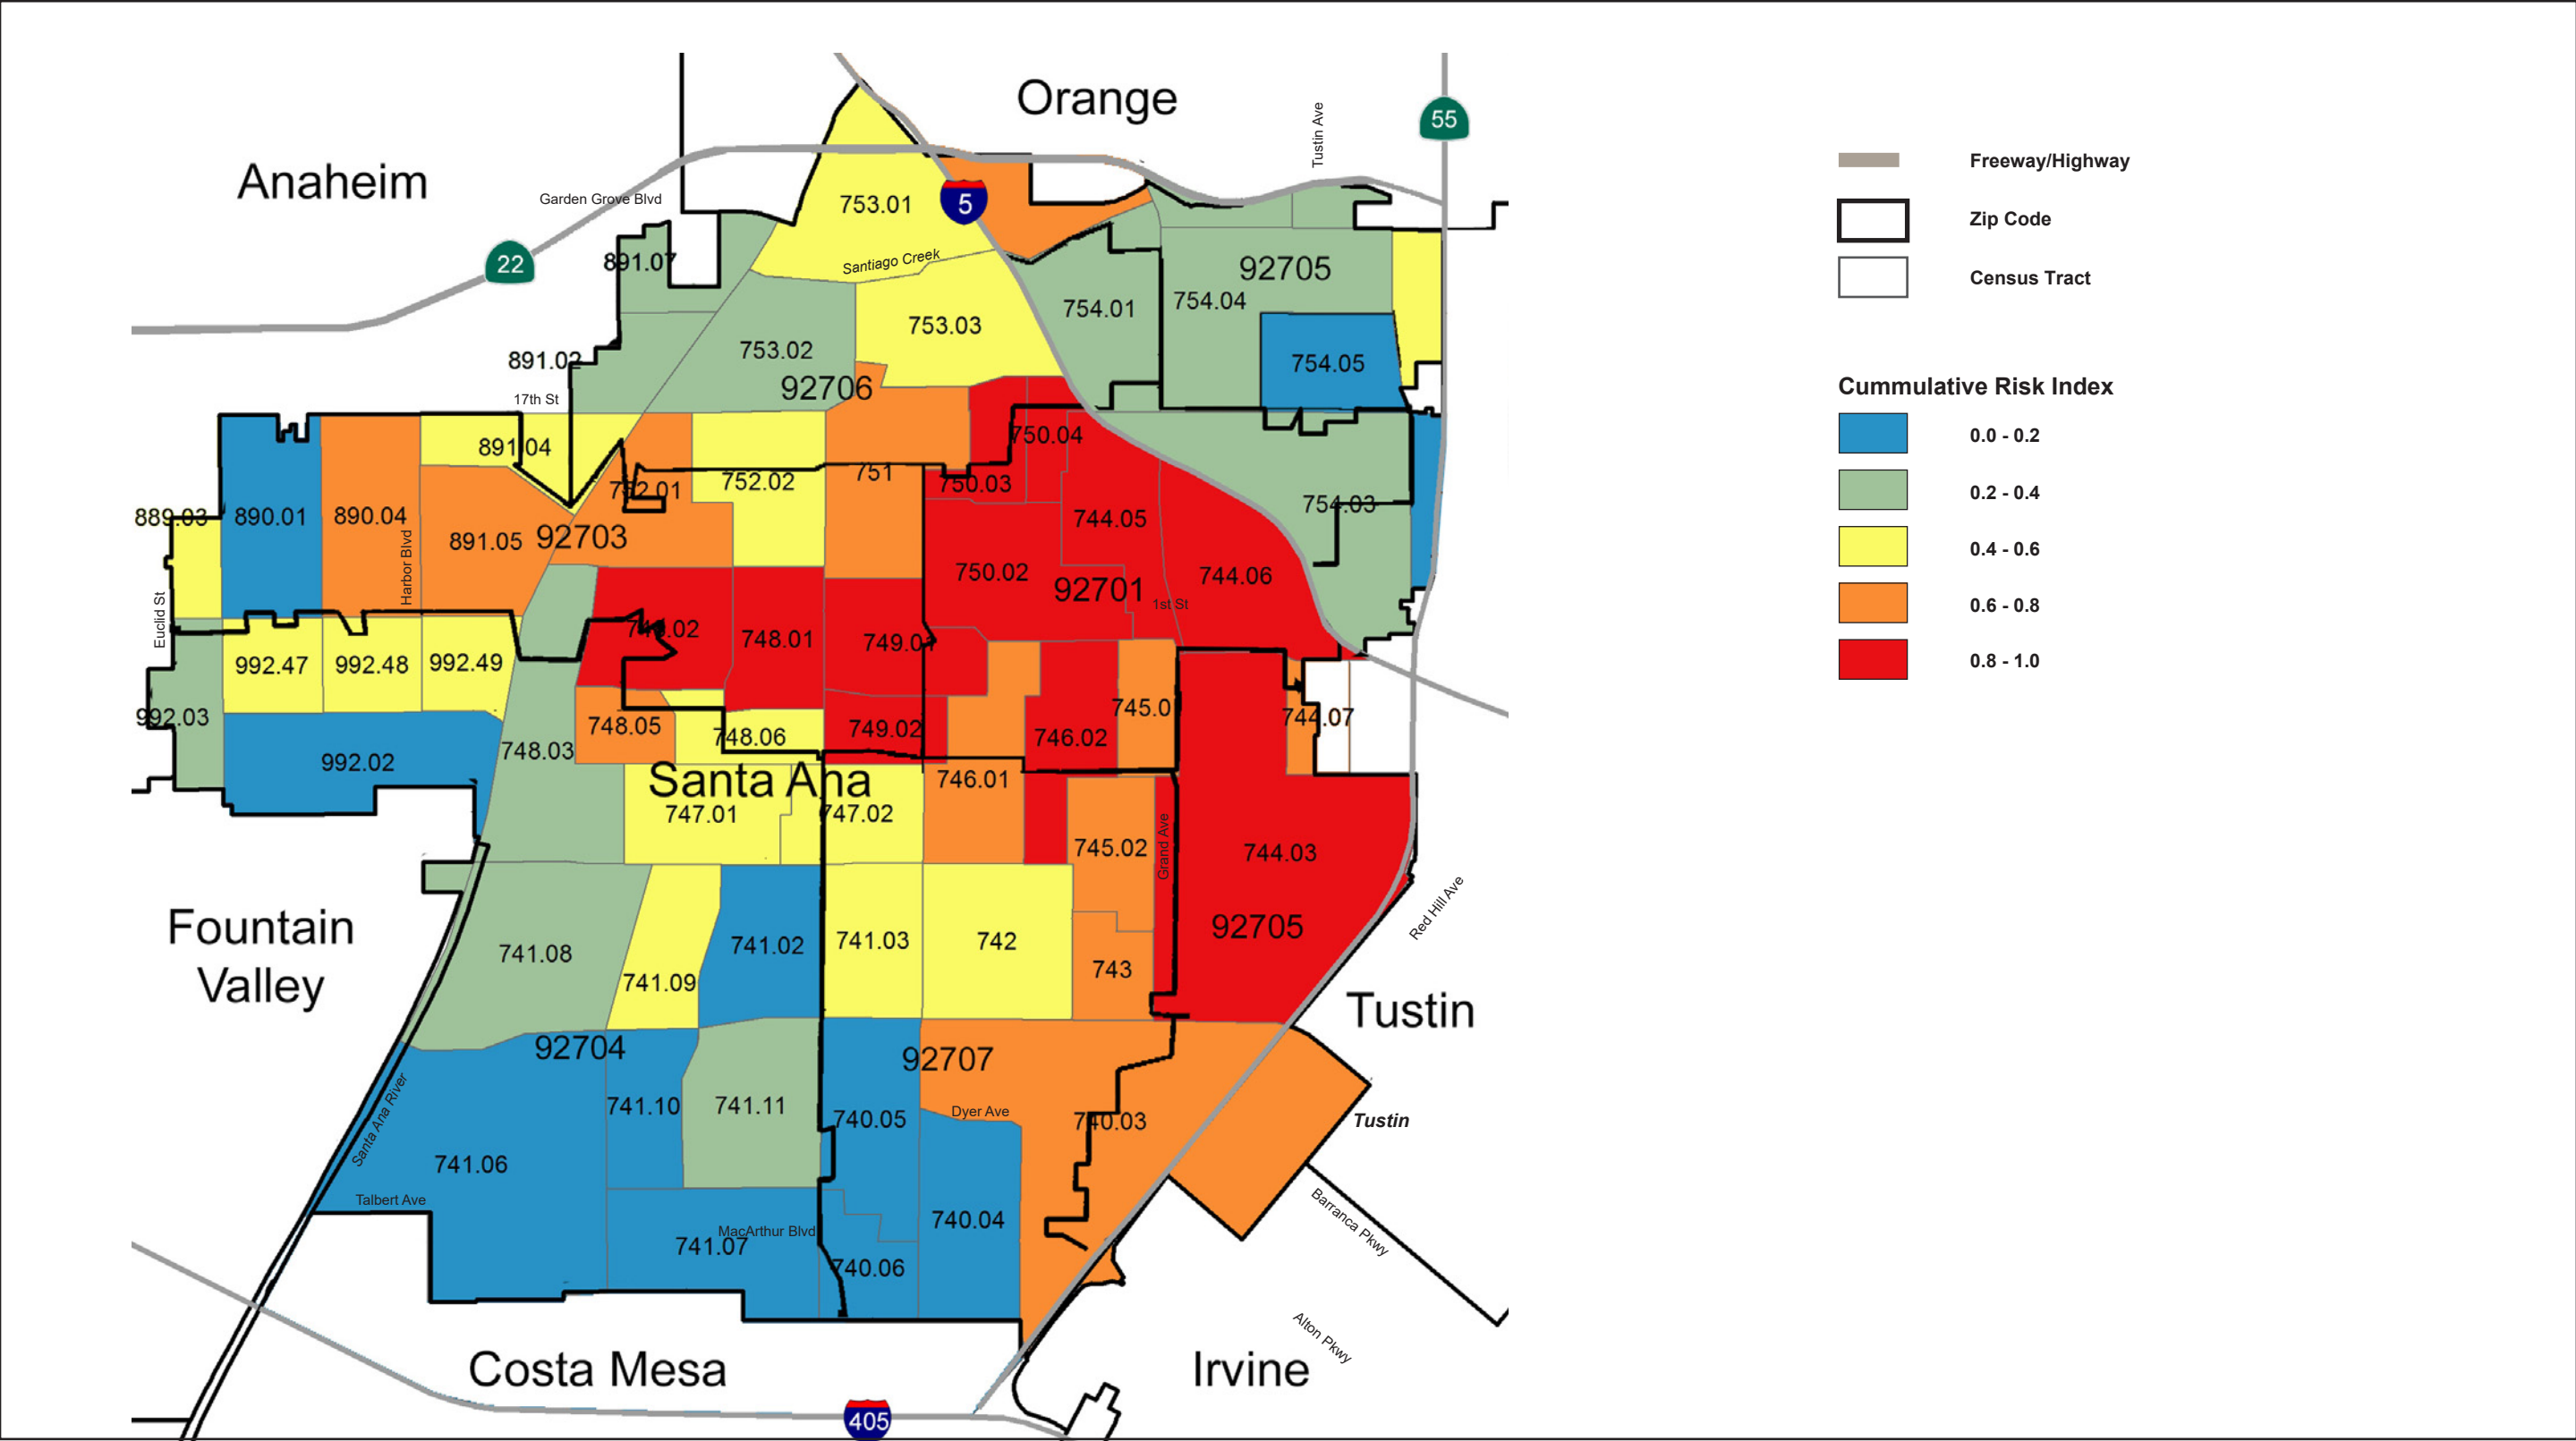 Orange
Tustin Ave
55
Anaheim
Garden Grove Blvd
753.01
5
22
891.07
Santiago Creek
92705
754.04
754.01
753.03
753.02
891.02
754.05
92706
17th St
891.04
750.04
751
752.02
752.01
750.03
754.03
889.03
890.01
890.04
Harbor Blvd
891.05
92703
744.05
750.02
92701
744.06
1st St
Euclid St
748.01
749.01
992.47
992.48
992.49
992.03
745.0
744.07
748.05
748.06
749.02
746.02
748.03
992.02
Santa Ana
746.01
747.01
747.02
745.02
Grand Ave
744.03
Red Hill Ave
Fountain
Valley
92705
741.08
741.09
741.02
741.03
742
743
Tustin
92704
92707
741.10
741.11
740.05
Dyer Ave
740.03
Tustin
Santa Ana River
741.06
Talbert Ave
MacArthur Blvd
741.07
740.04
740.06
Barranca Pkwy
Alton Pkwy
Costa Mesa
Irvine
405
Freeway/Highway
Zip Code
Census Tract
Cummulative Risk Index
0.0 - 0.2
0.2 - 0.4
0.4 - 0.6
0.6 - 0.8
0.8 - 1.0